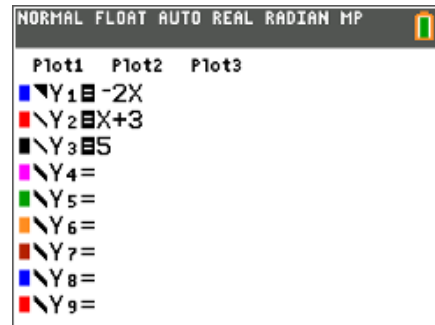 NORMAL FLOAT AUTO REAL RADIAN MP
Plot1 Plot2 Plot3
Y₁=-2X
Y₂=X+3
Y₃=5
Y₄=
Y₅=
Y₆=
Y₇=
Y₈=
Y₉=